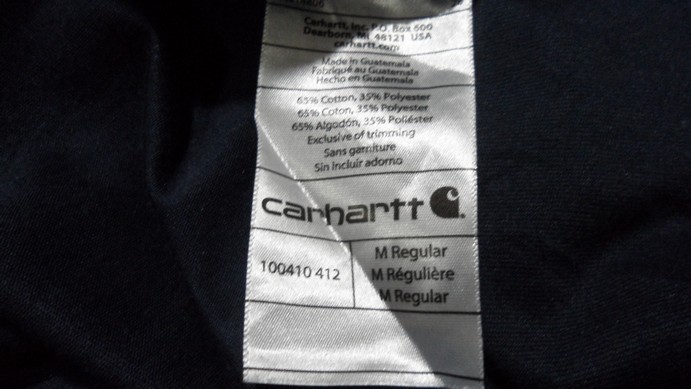 Carhartt, Inc. P.O. Box 600
Dearborn, MI 48121 USA
carhartt.com
Made in Guatemala
Fabriqué au Guatemala
Hecho en Guatemala
65% Cotton, 35% Polyester
65% Coton, 35% Polyester
65% Algodón, 35% Poliéster
Exclusive of trimming
Sans garniture
Sin Incluir adorno
carhartt
100410 412
M Regular
M Régulière
M Regular